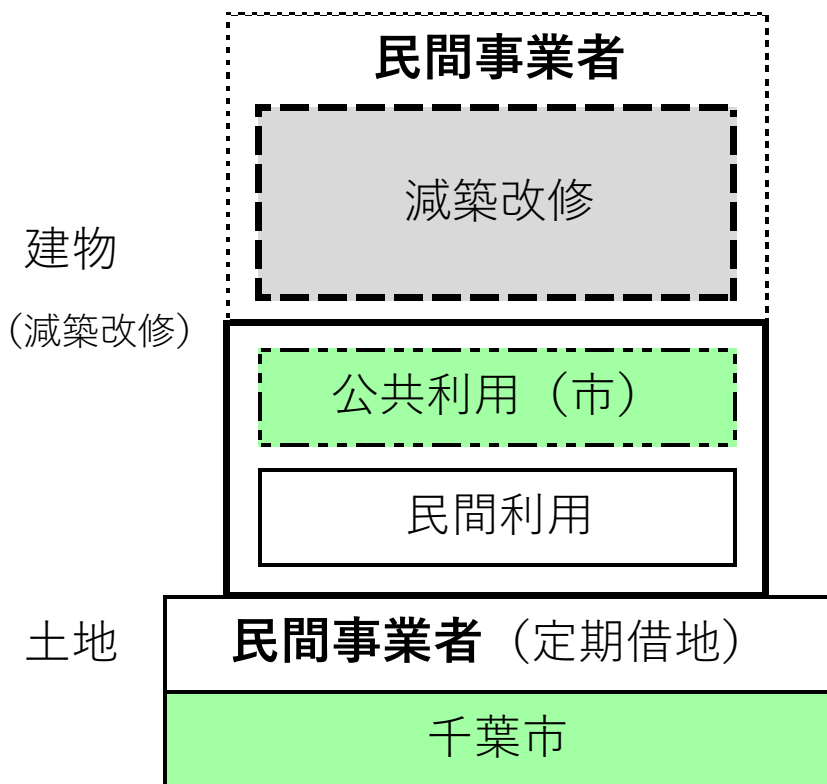 民間事業者
減築改修
建物
（減築改修）
公共利用（市）
民間利用
土地
民間事業者（定期借地）
千葉市